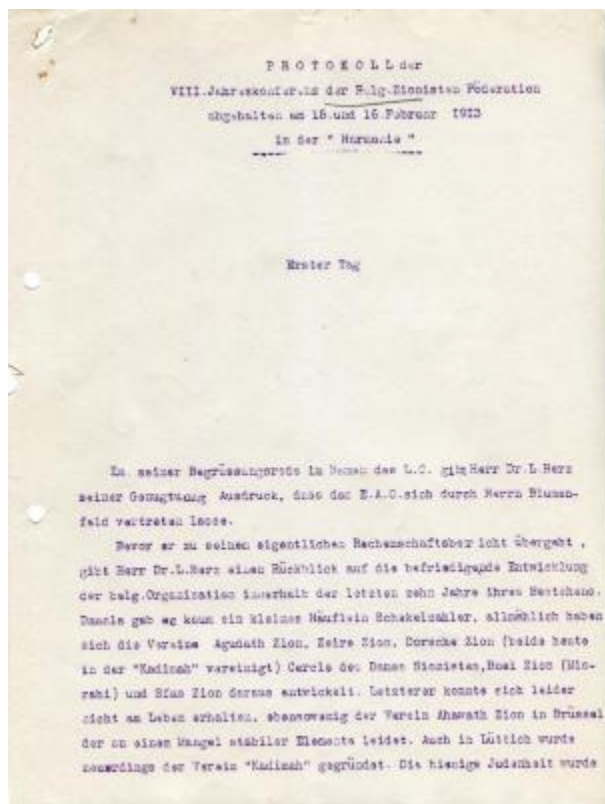 PROTOKOLL der
VIII.Jahreskonferenz der Belg.Zionisten Föderation
abgehalten am 15.und 16.Februar 1913
in der " Harmonie "
Erster Tag
In seiner Begrüssungsrede im Namen des L.C. gibt Herr Dr.L.Herz
seiner Genugtuung Ausdruck, dass das E.A.C.sich durch Herrn Blumen-
feld vertreten lasse.
Bevor er zu seinem eigentlichen Rechenschaftsbericht übergeht ,
gibt Herr Dr.L.Herz einen Rückblick auf die befriedigende Entwicklung
der belg.Organisation innerhalb der letzten zehn Jahre ihres Bestehens.
Damals gab es kaum ein kleines Häuflein Schekelzahler, allmählich haben
sich die Vereine Agudath Zion, Zeire Zion, Dorsche Zion (beide heute
in der "Kadimah" vereinigt) Cercle des Dames Sionistes,Bnei Zion (Mis-
rahi) und Sfas Zion daraus entwickelt. Letzterer konnte sich leider
nicht am Leben erhalten, ebensowenig der Verein Ahawath Zion in Brüssel
der an einem Mangel stabiler Elemente leidet. Auch in Lüttich wurde
neuerdings der Verein "Kadimah" gegründet. Die hiesige Judenheit wurde